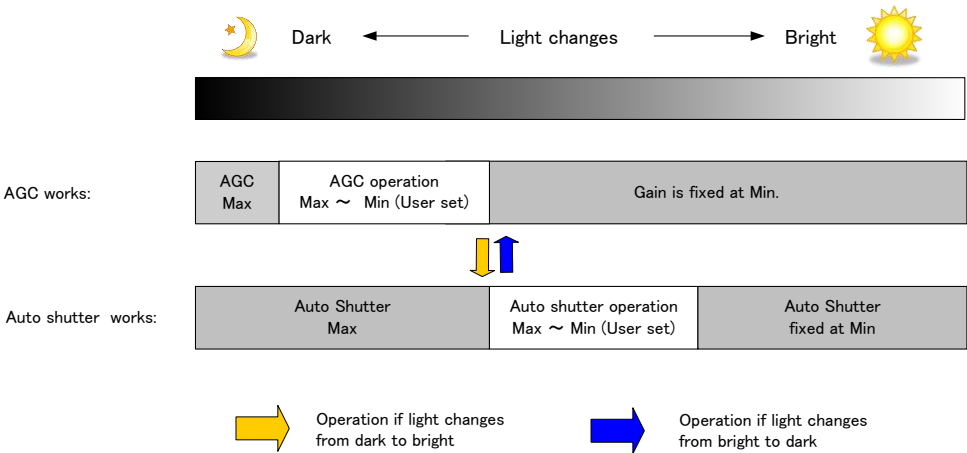 Dark Light changes Bright
AGC works:
AGC
Max
AGC operation
Max ～ Min (User set)
Gain is fixed at Min.
Auto shutter works:
Auto Shutter
Max
Auto shutter operation
Max ～ Min (User set)
Auto Shutter
fixed at Min
Operation if light changes
from dark to bright
Operation if light changes
from bright to dark